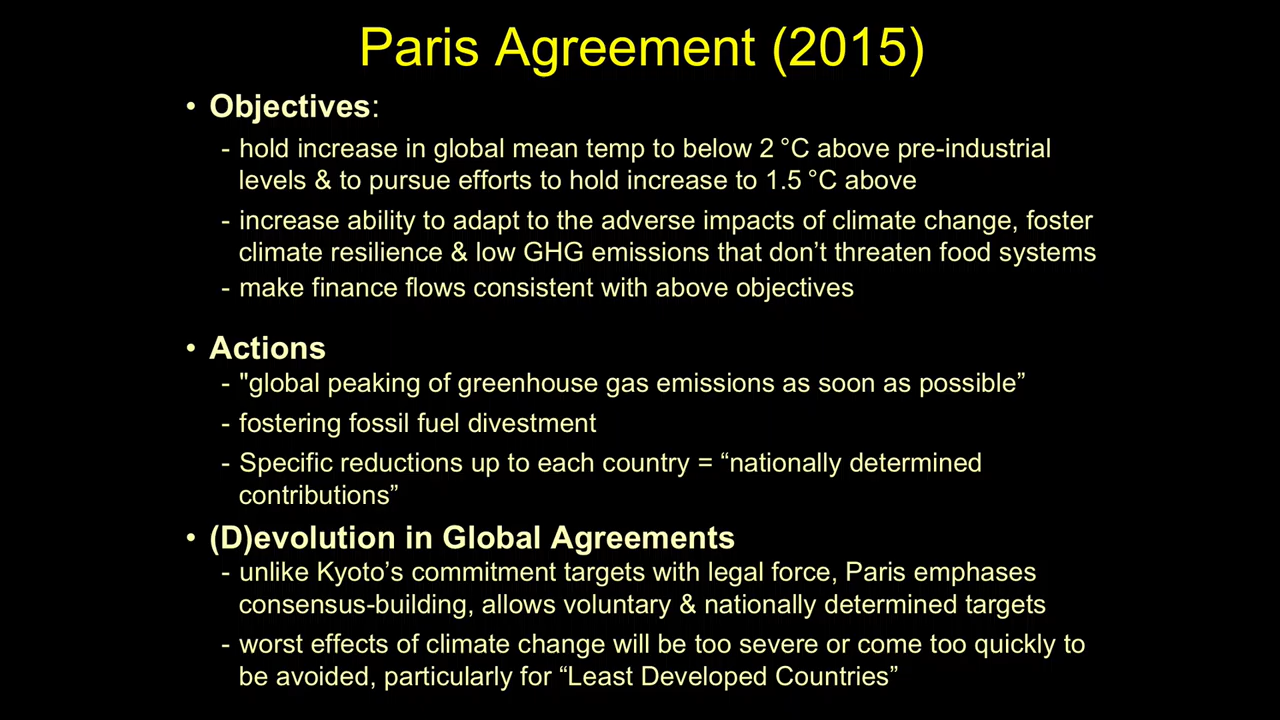 Paris Agreement (2015)
• Objectives:
- hold increase in global mean temp to below 2 °C above pre-industrial
levels & to pursue efforts to hold increase to 1.5 °C above
- increase ability to adapt to the adverse impacts of climate change, foster
climate resilience & low GHG emissions that don’t threaten food systems
- make finance flows consistent with above objectives
• Actions
- "global peaking of greenhouse gas emissions as soon as possible”
- fostering fossil fuel divestment
- Specific reductions up to each country = “nationally determined
contributions”
• (D)evolution in Global Agreements
- unlike Kyoto’s commitment targets with legal force, Paris emphases
consensus-building, allows voluntary & nationally determined targets
- worst effects of climate change will be too severe or come too quickly to
be avoided, particularly for “Least Developed Countries”